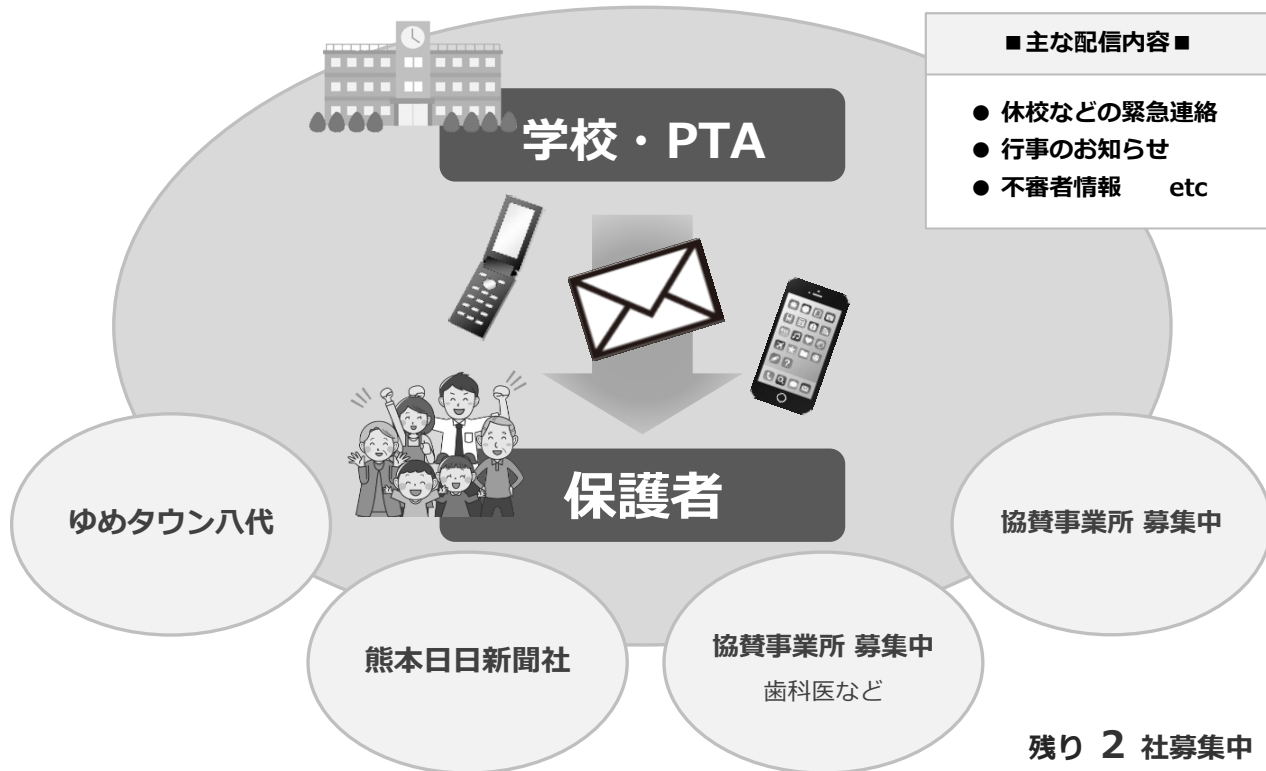 ■主な配信内容■
● 休校などの緊急連絡
● 行事のお知らせ
● 不審者情報　　etc
学校・PTA
保護者
ゆめタウン八代
熊本日日新聞社
協賛事業所 募集中
歯科医など
協賛事業所 募集中
残り 2 社募集中